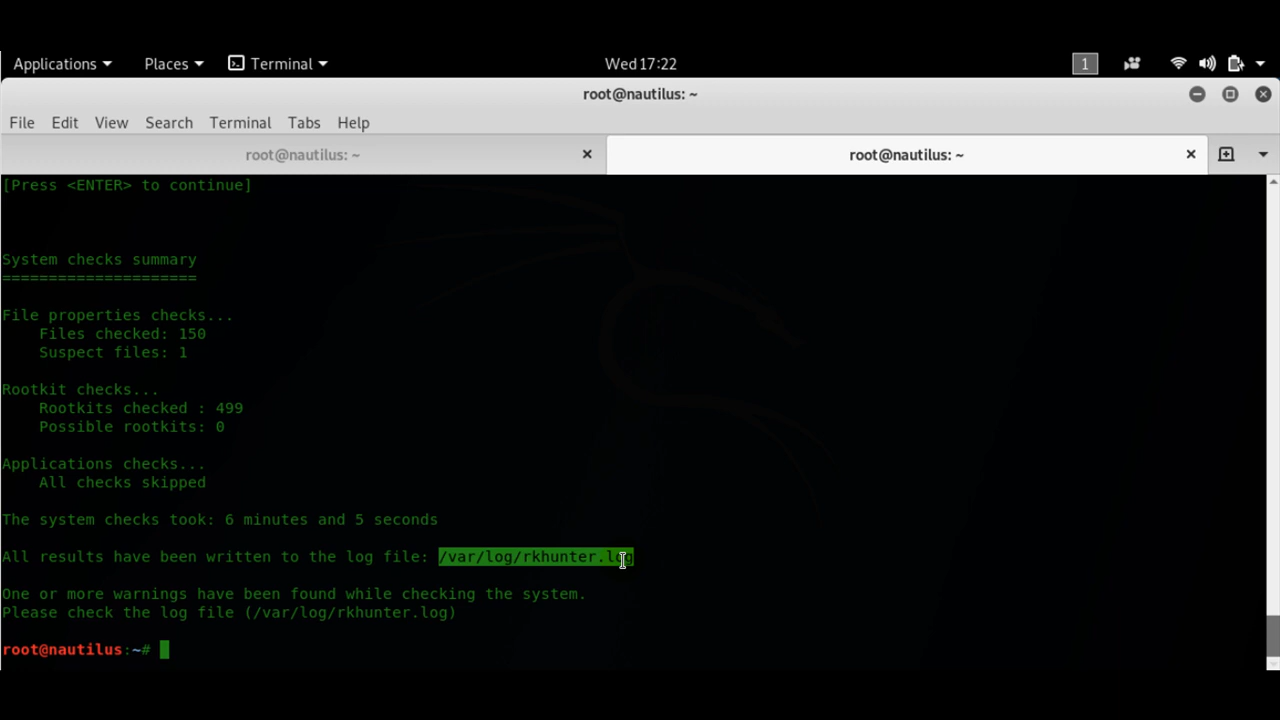 Applications Places Terminal Wed 17:22 1
root@nautilus: ~
File Edit View Search Terminal Tabs Help
root@nautilus: ~ root@nautilus: ~
[Press <ENTER> to continue]
System checks summary
=====================
File properties checks...
Files checked: 150
Suspect files: 1
Rootkit checks...
Rootkits checked : 499
Possible rootkits: 0
Applications checks...
All checks skipped
The system checks took: 6 minutes and 5 seconds
All results have been written to the log file: /var/log/rkhunter.log
One or more warnings have been found while checking the system.
Please check the log file (/var/log/rkhunter.log)
root@nautilus:~#